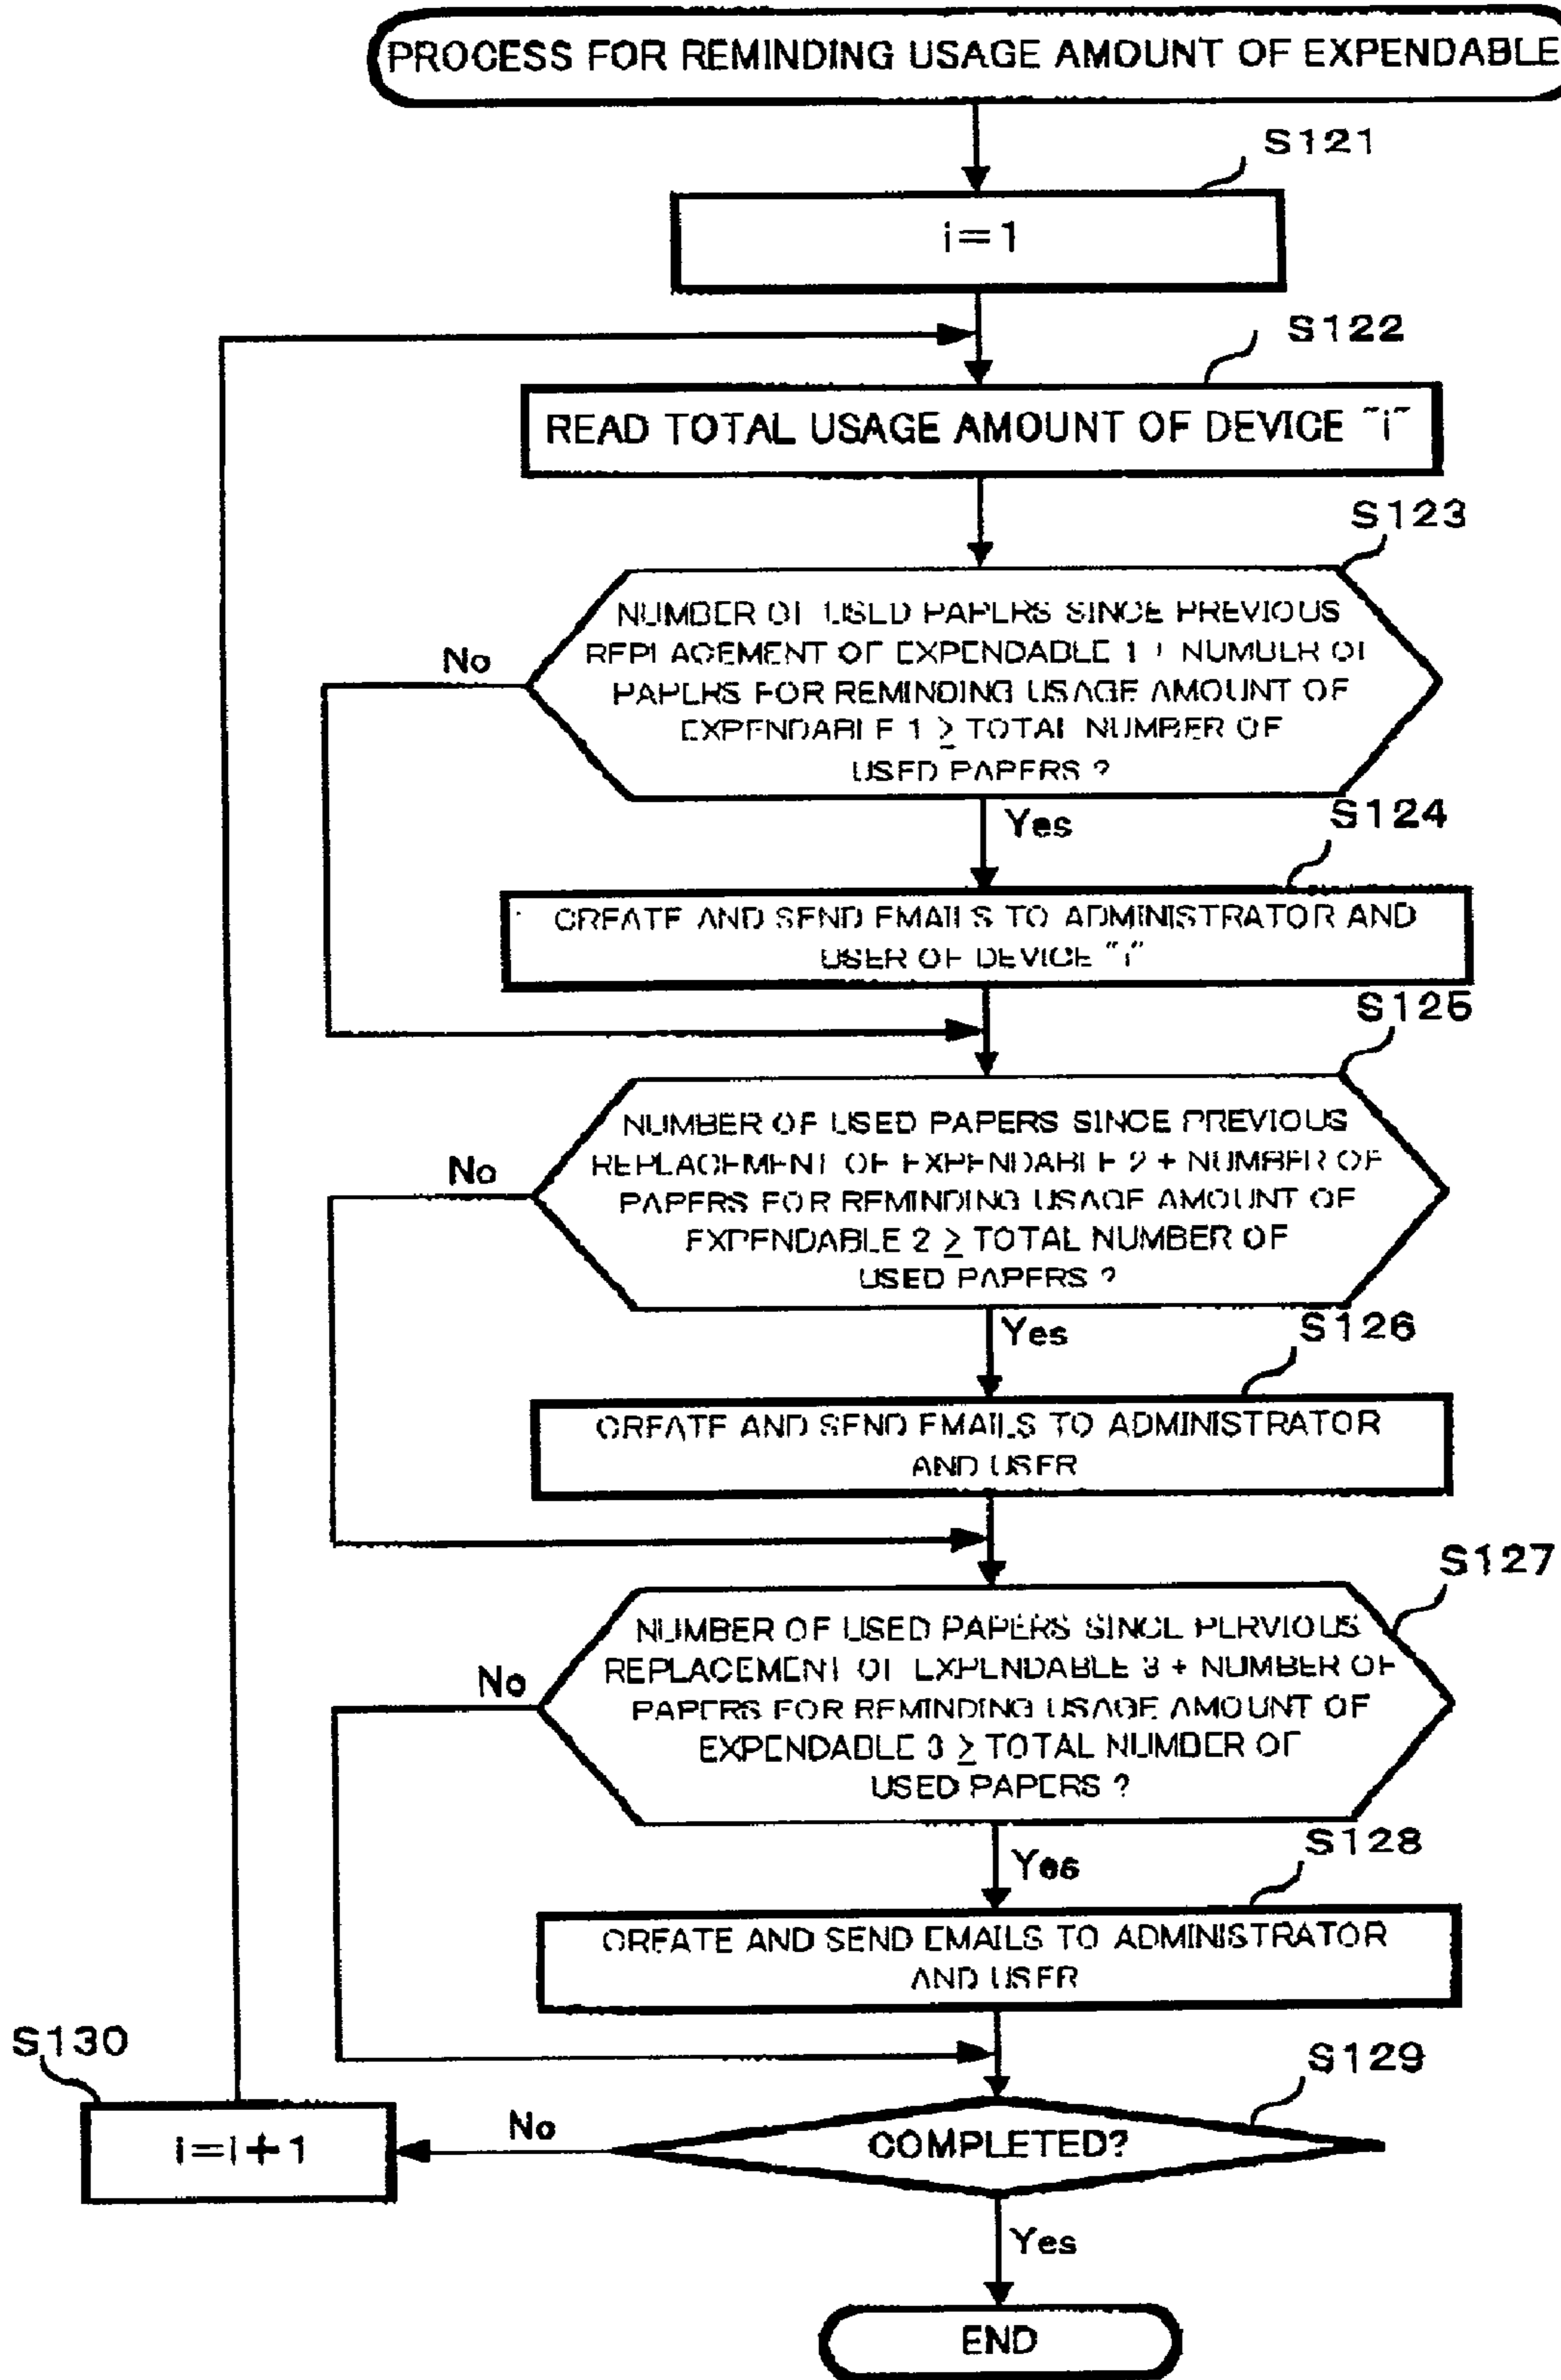 PROCESS FOR REMINDING USAGE AMOUNT OF EXPENDABLE
S121
i=1
S122
READ TOTAL USAGE AMOUNT OF DEVICE "i"
S123
NUMBER OF USED PAPERS SINCE PREVIOUS
REPLACEMENT OF EXPENDABLE 1 + NUMBER OF
PAPERS FOR REMINDING USAGE AMOUNT OF
EXPENDABLE 1 ≥ TOTAL NUMBER OF
USED PAPERS ?
No
Yes
S124
CREATE AND SEND EMAILS TO ADMINISTRATOR AND
USER OF DEVICE "i"
S125
NUMBER OF USED PAPERS SINCE PREVIOUS
REPLACEMENT OF EXPENDABLE 2 + NUMBER OF
PAPERS FOR REMINDING USAGE AMOUNT OF
EXPENDABLE 2 ≥ TOTAL NUMBER OF
USED PAPERS ?
No
Yes
S126
CREATE AND SEND EMAILS TO ADMINISTRATOR
AND USER
S127
NUMBER OF USED PAPERS SINCE PERVIOUS
REPLACEMENT OF EXPENDABLE 3 + NUMBER OF
PAPERS FOR REMINDING USAGE AMOUNT OF
EXPENDABLE 3 ≥ TOTAL NUMBER OF
USED PAPERS ?
No
Yes
S128
CREATE AND SEND EMAILS TO ADMINISTRATOR
AND USER
S129
COMPLETED?
No
S130
i=i+1
Yes
END